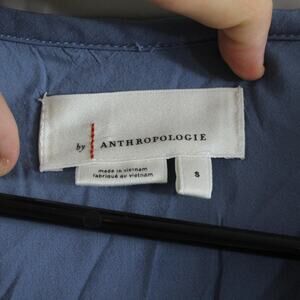 by ANTHROPOLOGIE
made in vietnam
fabriqué au vietnam
S